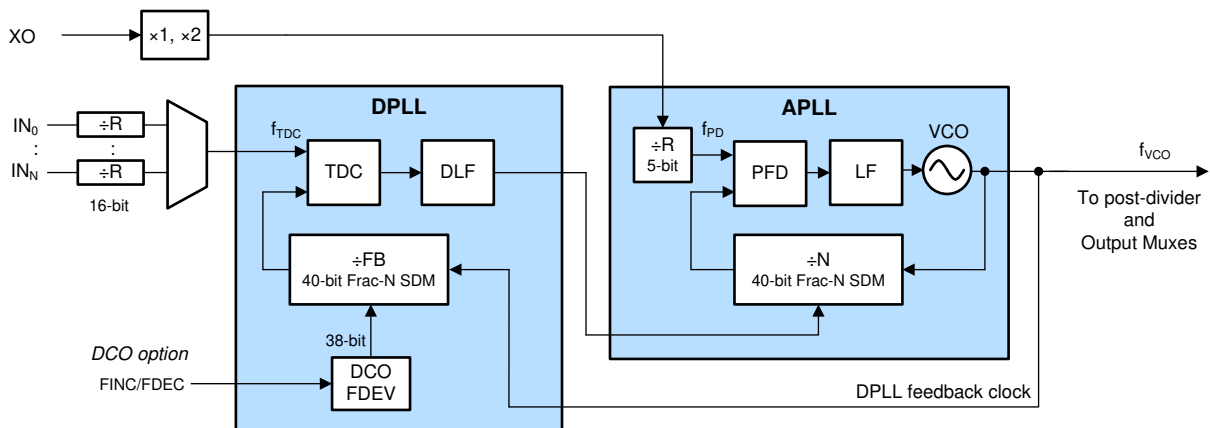 XO
×1, ×2
DPLL
APLL
IN0
:
INN
÷R
:
÷R
16-bit
fTDC
TDC
DLF
÷FB
40-bit Frac-N SDM
38-bit
DCO option
FINC/FDEC
DCO
FDEV
÷R
5-bit
fPD
PFD
LF
VCO
÷N
40-bit Frac-N SDM
fVCO
To post-divider
and
Output Muxes
DPLL feedback clock